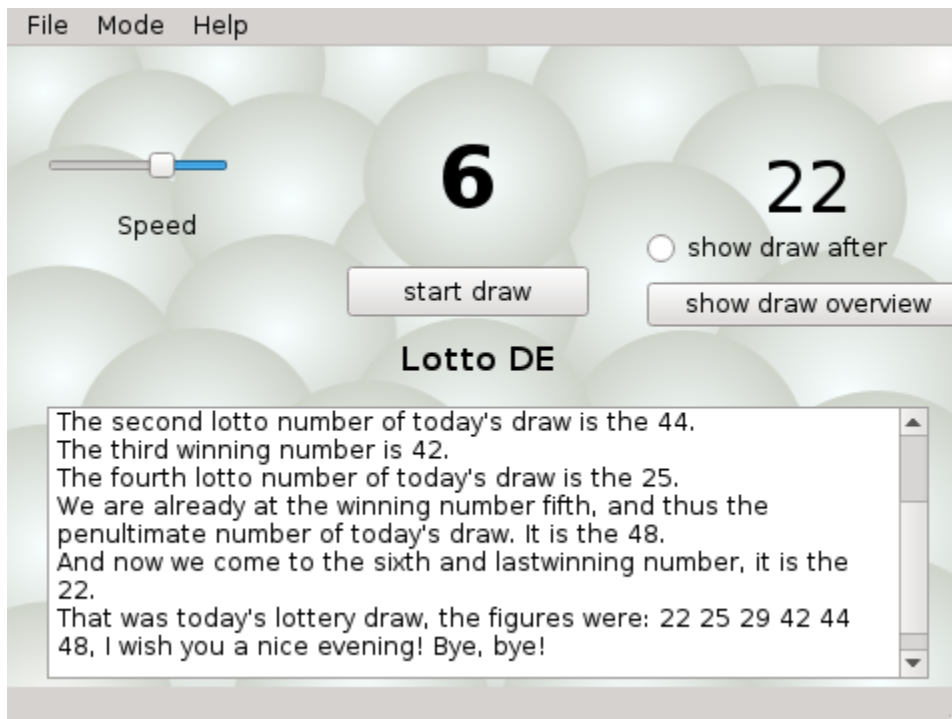 File Mode Help
6
22
Speed
show draw after
start draw
show draw overview
Lotto DE
The second lotto number of today's draw is the 44.
The third winning number is 42.
The fourth lotto number of today's draw is the 25.
We are already at the winning number fifth, and thus the
penultimate number of today's draw. It is the 48.
And now we come to the sixth and lastwinning number, it is the
22.
That was today's lottery draw, the figures were: 22 25 29 42 44
48, I wish you a nice evening! Bye, bye!